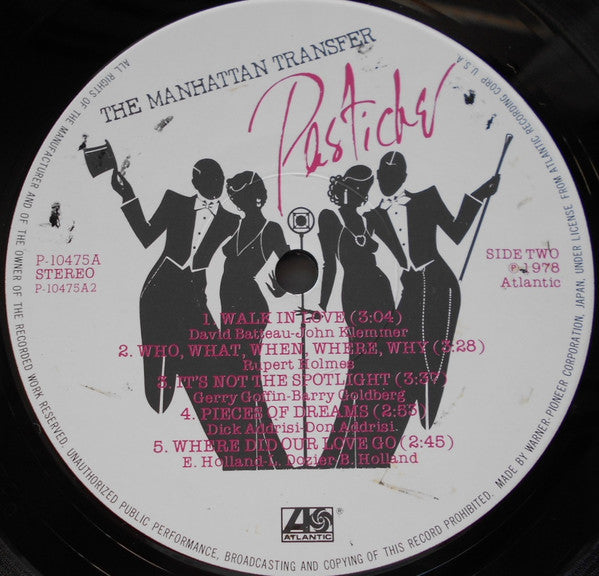 THE MANHATTAN TRANSFER
Pastiche
P-10475A
STEREO
P-10475A2
SIDE TWO
Ⓟ1978
Atlantic
1. WALK IN LOVE (3:04)
David Batteau-John Klemmer
2. WHO, WHAT, WHEN, WHERE, WHY (3:28)
Rupert Holmes
3. IT'S NOT THE SPOTLIGHT (3:37)
Gerry Goffin-Barry Goldberg
4. PIECES OF DREAMS (2:53)
Dick Addrisi-Don Addrisi
5. WHERE DID OUR LOVE GO (2:45)
E. Holland-L. Dozier-B. Holland
ATLANTIC
ALL RIGHTS OF THE MANUFACTURER AND OF THE OWNER OF THE RECORDED WORK RESERVED. UNAUTHORIZED PUBLIC PERFORMANCE, BROADCASTING AND COPYING OF THIS RECORD PROHIBITED. MADE BY WARNER-PIONEER CORPORATION, JAPAN, UNDER LICENSE FROM ATLANTIC RECORDING CORP. U.S.A.